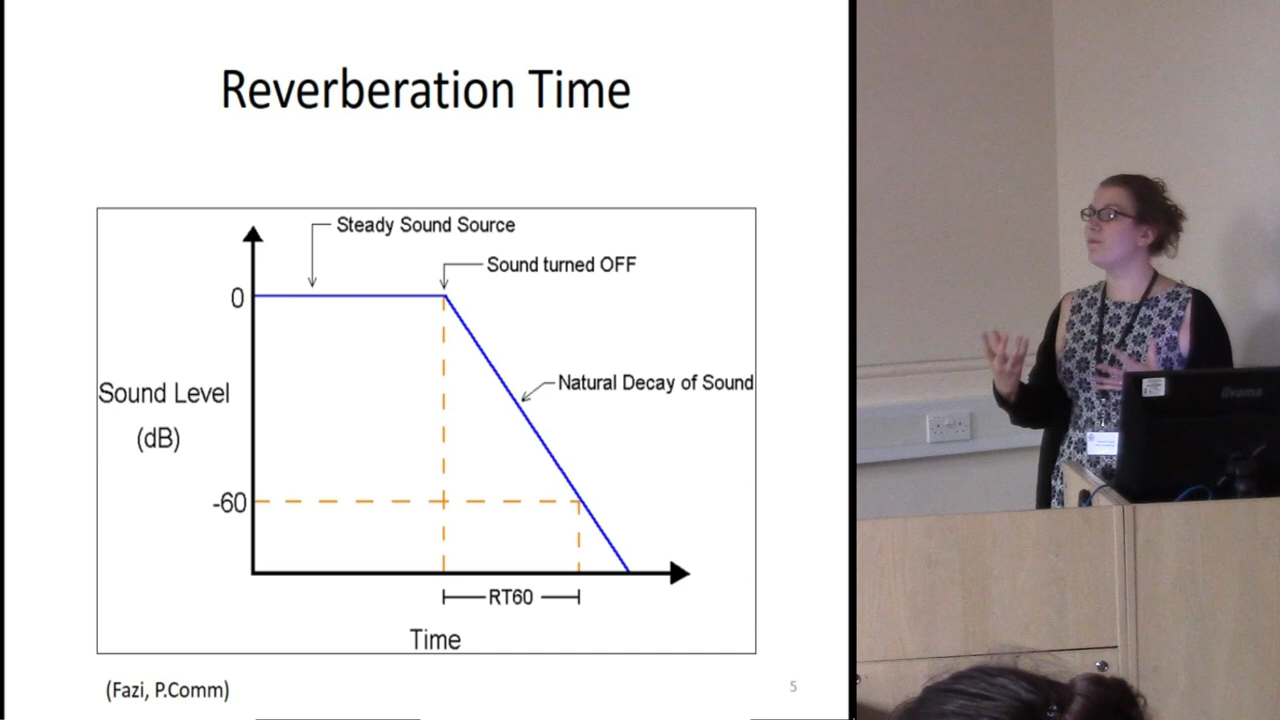 Reverberation Time
Steady Sound Source
Sound turned OFF
0
Natural Decay of Sound
Sound Level
(dB)
-60
RT60
Time
(Fazi, P.Comm)
5
iiyama